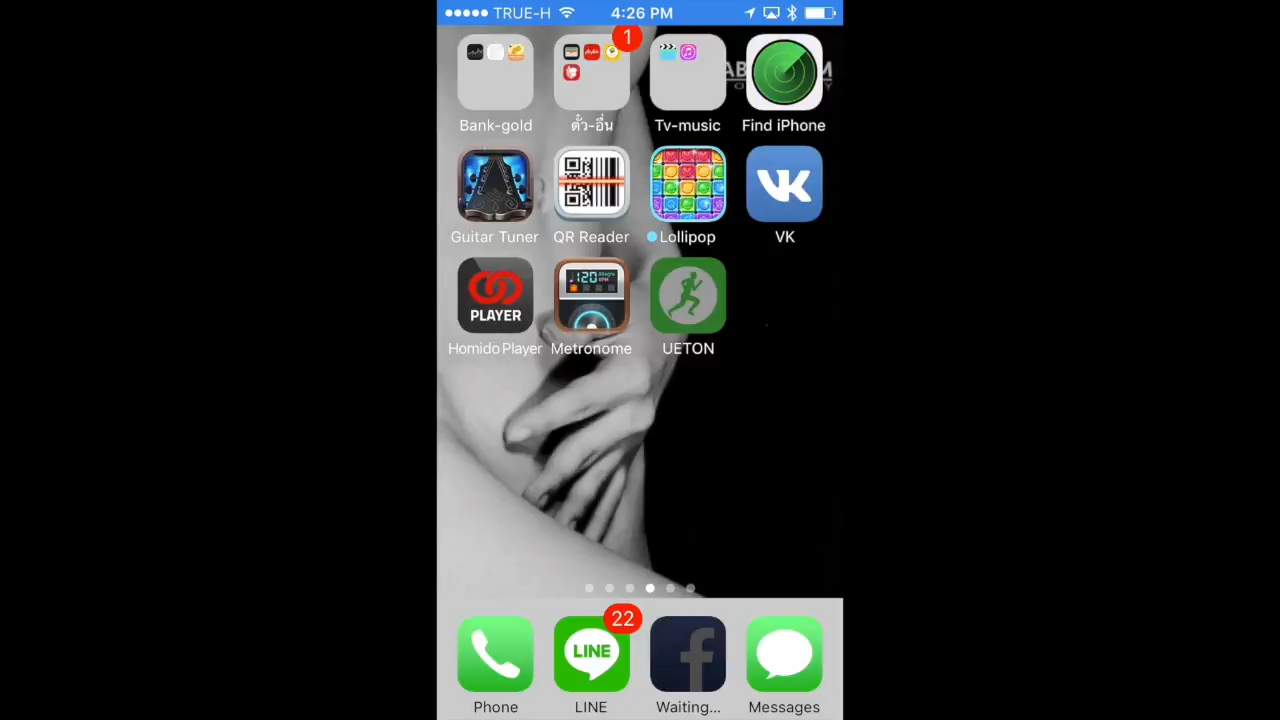 TRUE-H 4:26 PM
1
Bank-gold ตั๋ว-อื่น Tv-music Find iPhone
Guitar Tuner QR Reader Lollipop VK
120 Allegro
PLAYER
Homido Player Metronome UETON
22
LINE
Phone LINE Waiting... Messages